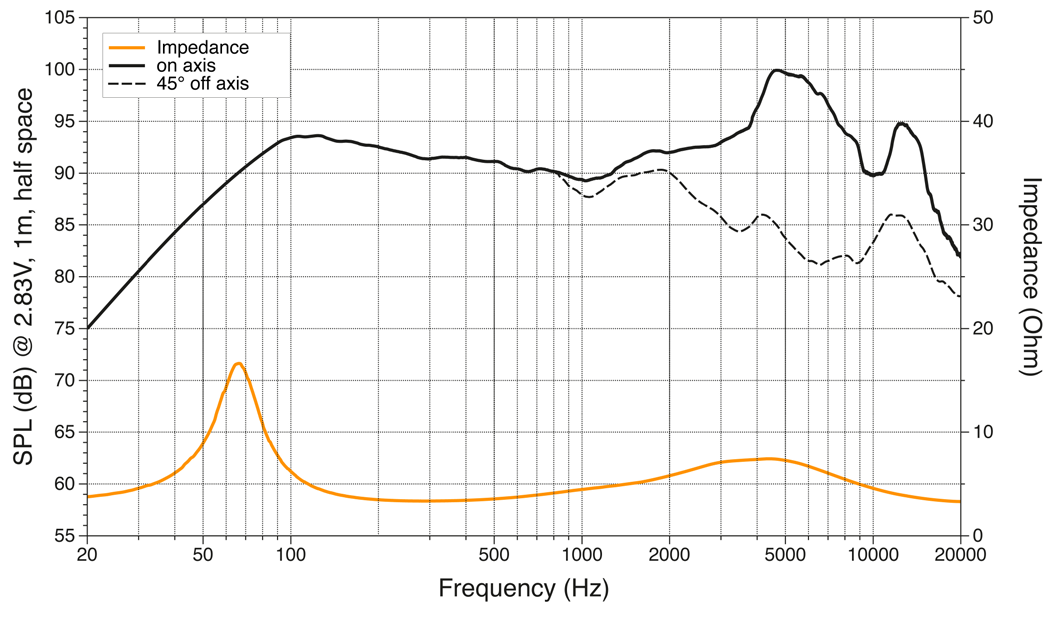 105
100
95
90
85
80
75
70
65
60
55
SPL (dB) @ 2.83V, 1m, half space
Impedance
on axis
45° off axis
50
40
30
20
10
0
Impedance (Ohm)
20 50 100 500 1000 2000 5000 10000 20000
Frequency (Hz)